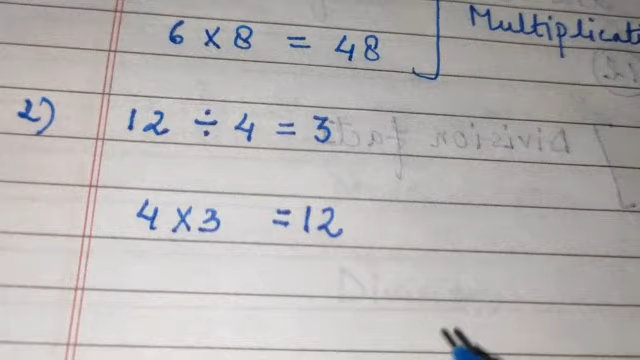 6 × 8 = 48
Multiplicat
2) 12 ÷ 4 = 3
4 × 3 = 12